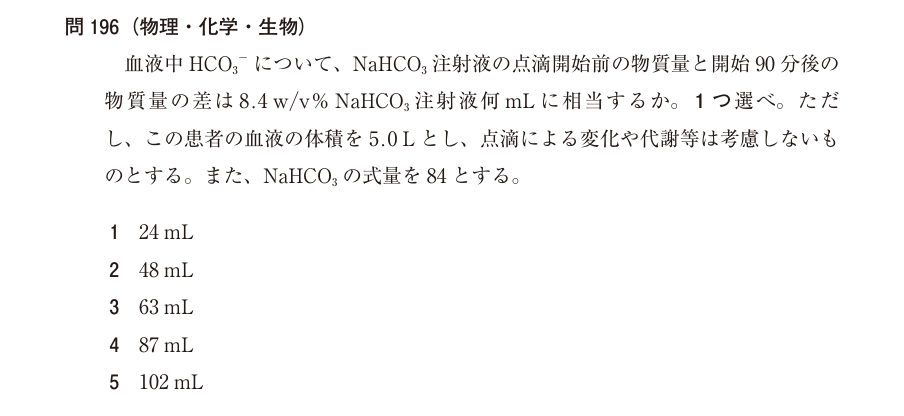 問 196（物理・化学・生物）
血液中 HCO₃⁻ について、NaHCO₃ 注射液の点滴開始前の物質量と開始 90 分後の
物質量の差は 8.4 w/v% NaHCO₃ 注射液何 mL に相当するか。1 つ選べ。ただ
し、この患者の血液の体積を 5.0 L とし、点滴による変化や代謝等は考慮しないも
のとする。また、NaHCO₃ の式量を 84 とする。
1 24 mL
2 48 mL
3 63 mL
4 87 mL
5 102 mL